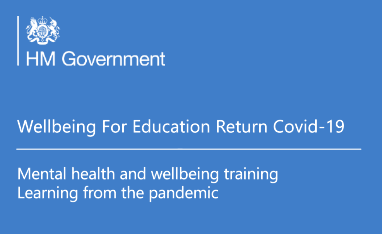 HM Government
Wellbeing For Education Return Covid-19
Mental health and wellbeing training
Learning from the pandemic